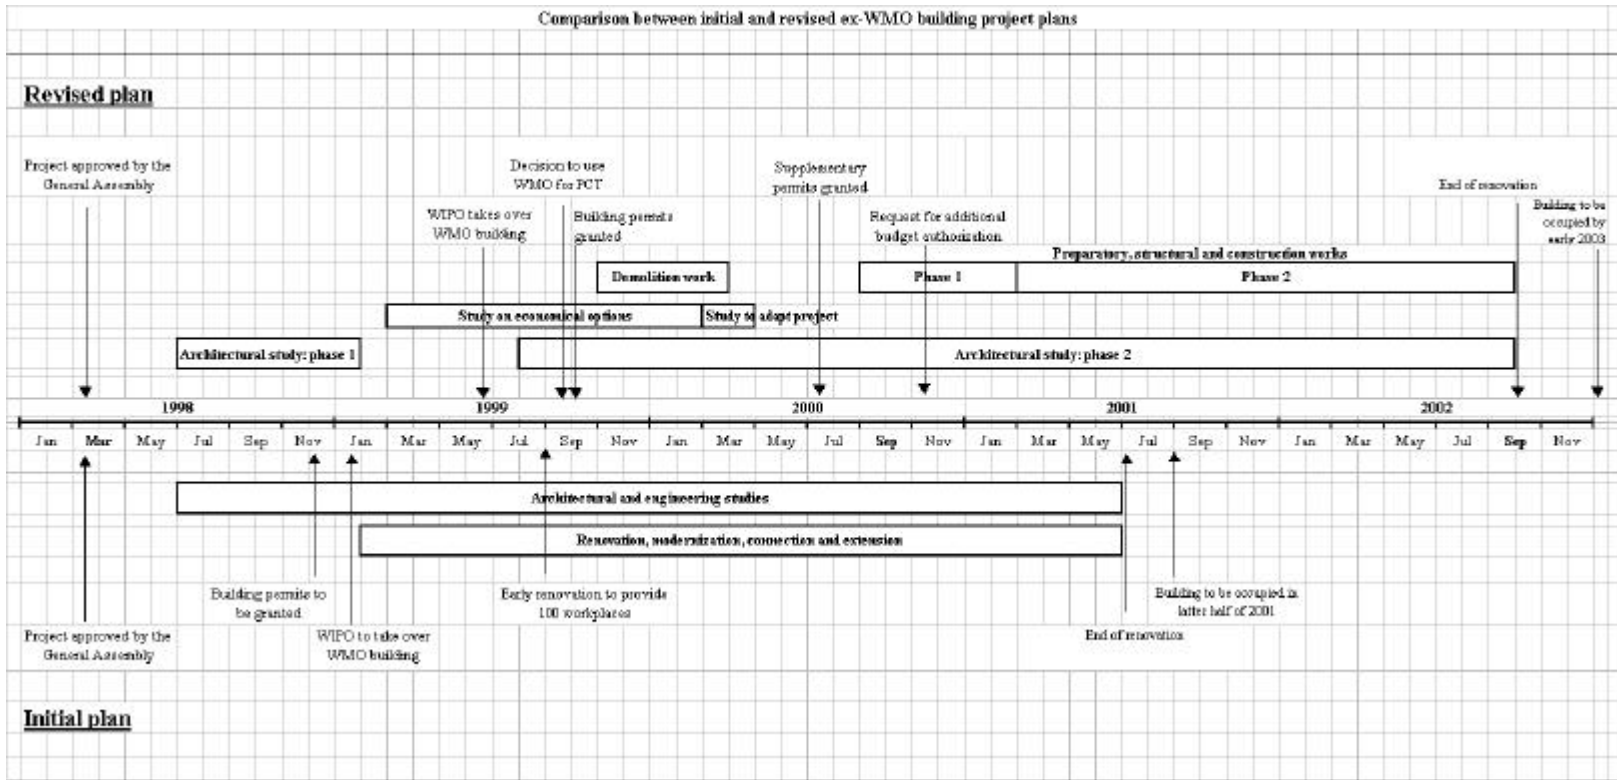 Comparison between initial and revised ex-WMO building project plans
Revised plan
Project approved by the
General Assembly
Decision to use
WMO for PCT
Supplementary
permits granted
End of renovation
WIPO takes over
WMO building
Building permits
granted
Request for additional
budget authorization
Building to be
occupied by
early 2003
Preparatory, structural and construction works
Demolition work
Phase 1
Phase 2
Study on economical options
Study to adapt project
Architectural study: phase 1
Architectural study: phase 2
1998 1999 2000 2001 2002
Jan Mar May Jul Sep Nov Jan Mar May Jul Sep Nov Jan Mar May Jul Sep Nov Jan Mar May Jul Sep Nov Jan Mar May Jul Sep Nov
Architectural and engineering studies
Renovation, modernization, connection and extension
Building permits to
be granted
Early renovation to provide
100 workplaces
Building to be occupied in
latter half of 2001
Project approved by the
General Assembly
WIPO to take over
WMO building
End of renovation
Initial plan